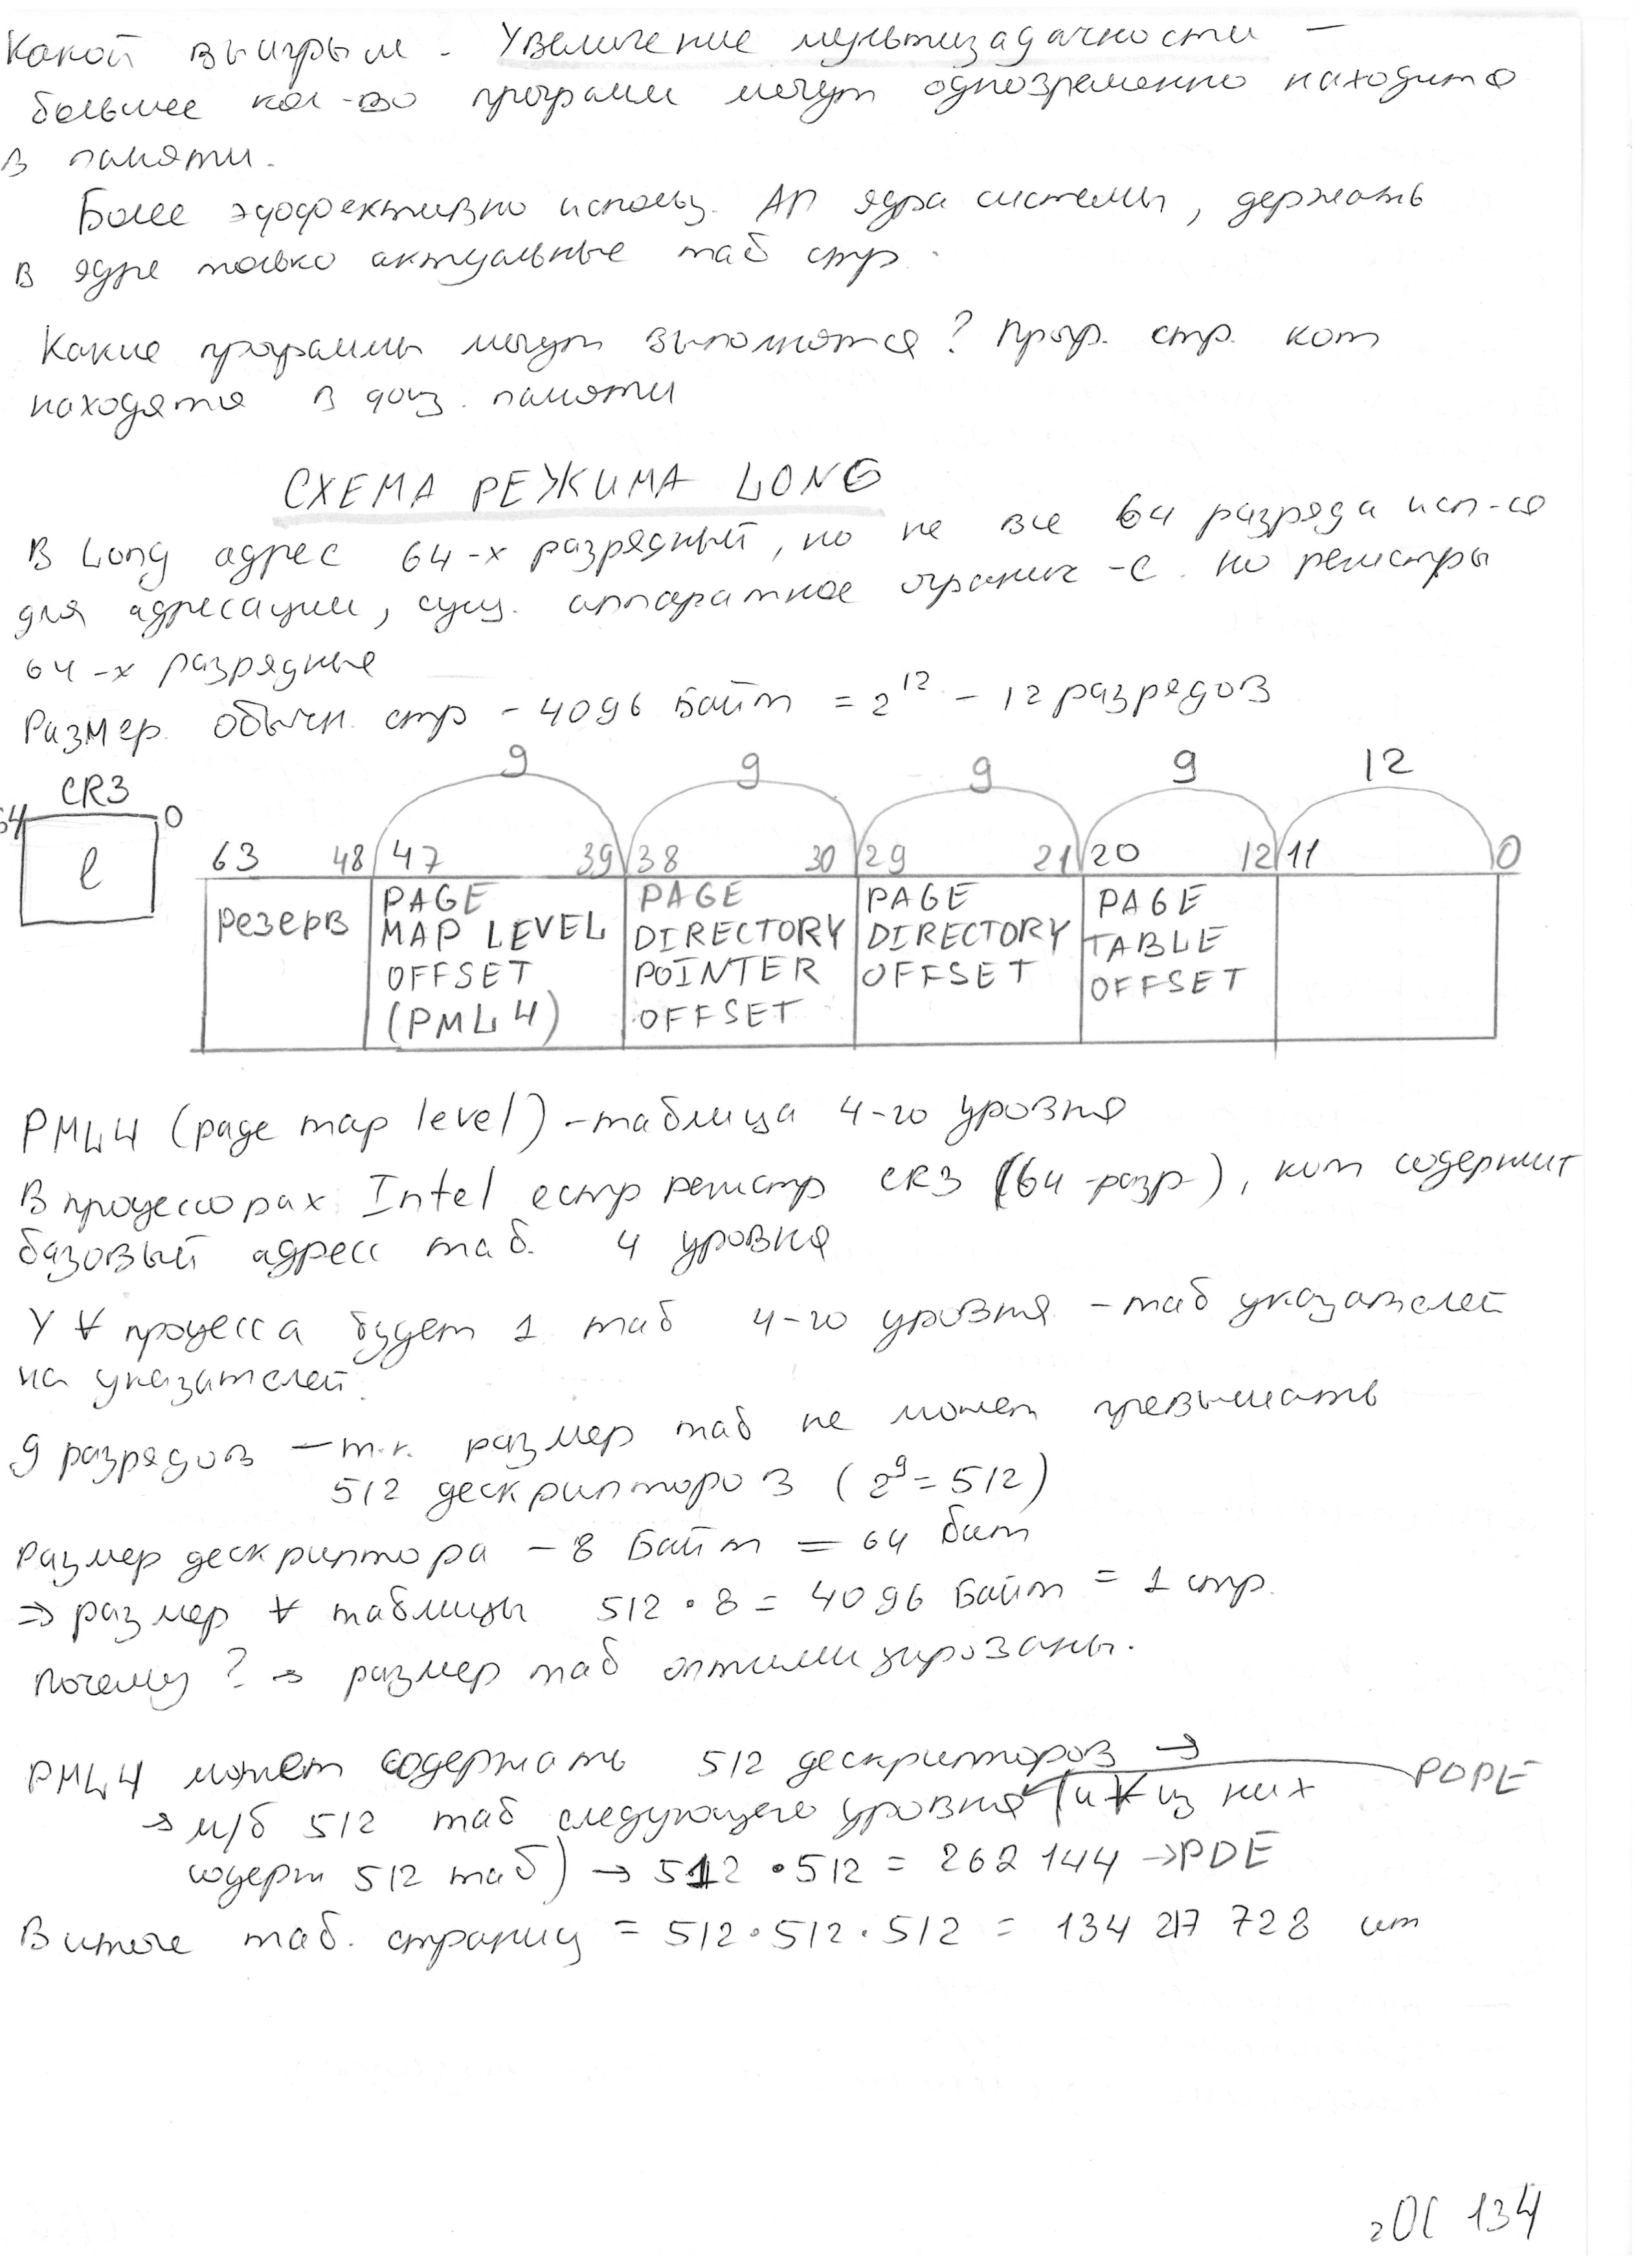 Какой выигрыш. Увеличение мультизадачности —
большее кол-во программ могут одновременно находится
в памяти.
Более эффективно использ. АП ядра системы, держать
в ядре только актуальные таб стр.
Какие программы могут выполнятся? Прогр. стр. кот
находятся в физ. памяти
СХЕМА РЕЖИМА LONG
В Long адрес 64-х разрядный, но не все 64 разряда исп-ся
для адресации, сущ. аппаратное огранич-е. но регистры
64-х разрядные
Размер обычн. стр - 4096 Байт = 2^12 - 12 разрядов
9 9 9 9 12
CR3
64 0
l
63 48 47 39 38 30 29 21 20 12 11 0
резерв
PAGE MAP LEVEL OFFSET (PML4)
PAGE DIRECTORY POINTER OFFSET
PAGE DIRECTORY OFFSET
PAGE TABLE OFFSET
PML4 (page map level) - таблица 4-го уровня
В процессорах Intel естр регистр CR3 (64-разр), кот содержит
базовый адрес таб. 4 уровня
У ∀ процесса будет 1 таб 4-го уровня - таб указателей
на указателей.
9 разрядов — т.к. размер таб не может превышать
512 дескрипторов (2^9 = 512)
Размер дескриптора - 8 Байт = 64 бит
⇒ размер ∀ таблицы 512 · 8 = 4096 Байт = 1 стр.
Почему? → размер таб оптимизированы.
PML4 может содержать 512 дескрипторов →
PDPE
→ м/б 512 таб следующего уровня (и ∀ из них
содерж 512 таб) → 512 · 512 = 262 144 → PDE
В итоге таб. страниц = 512 · 512 · 512 = 134 217 728 шт
2ОС 134